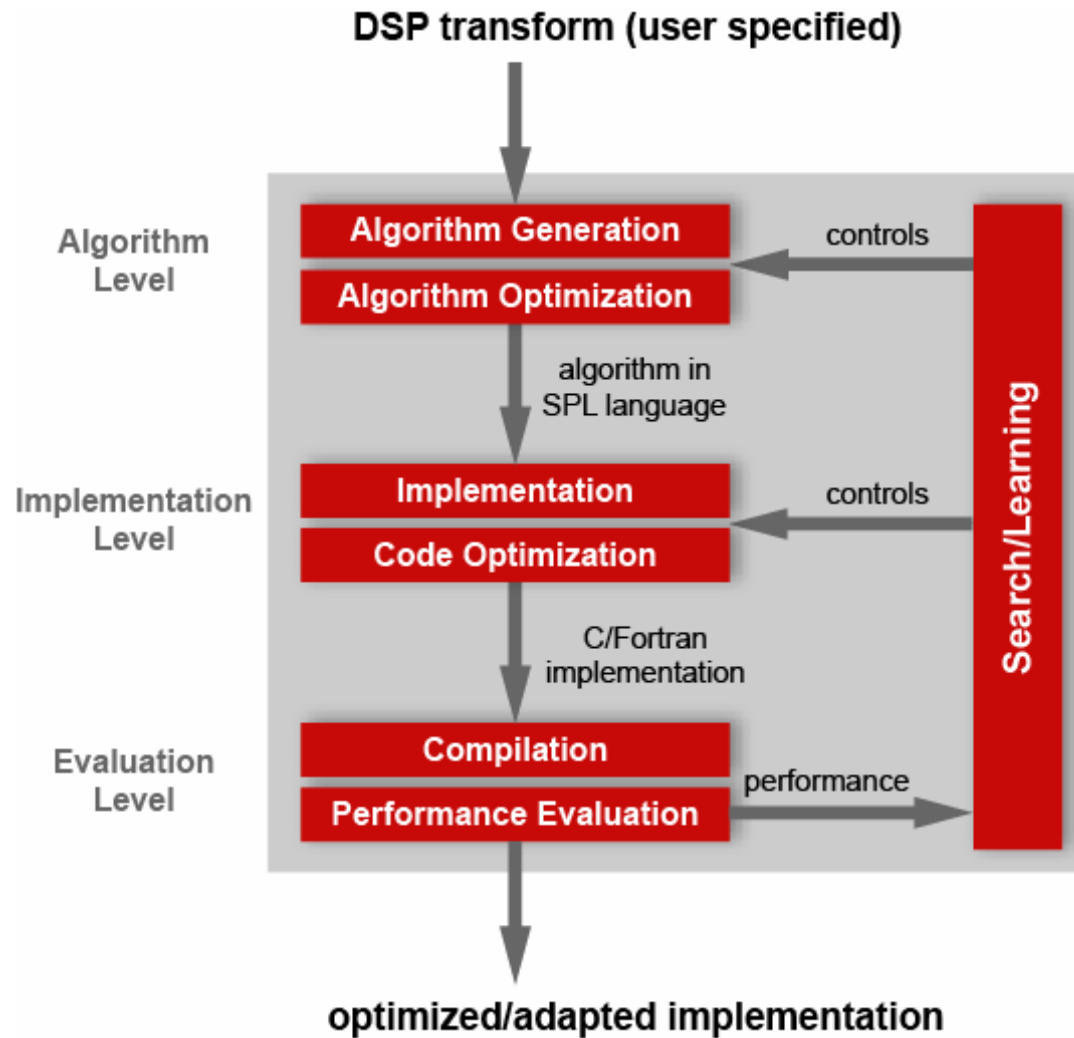 DSP transform (user specified)
Algorithm
Level
Algorithm Generation
Algorithm Optimization
controls
algorithm in
SPL language
Implementation
Level
Implementation
Code Optimization
controls
Search/Learning
C/Fortran
implementation
Evaluation
Level
Compilation
Performance Evaluation
performance
optimized/adapted implementation